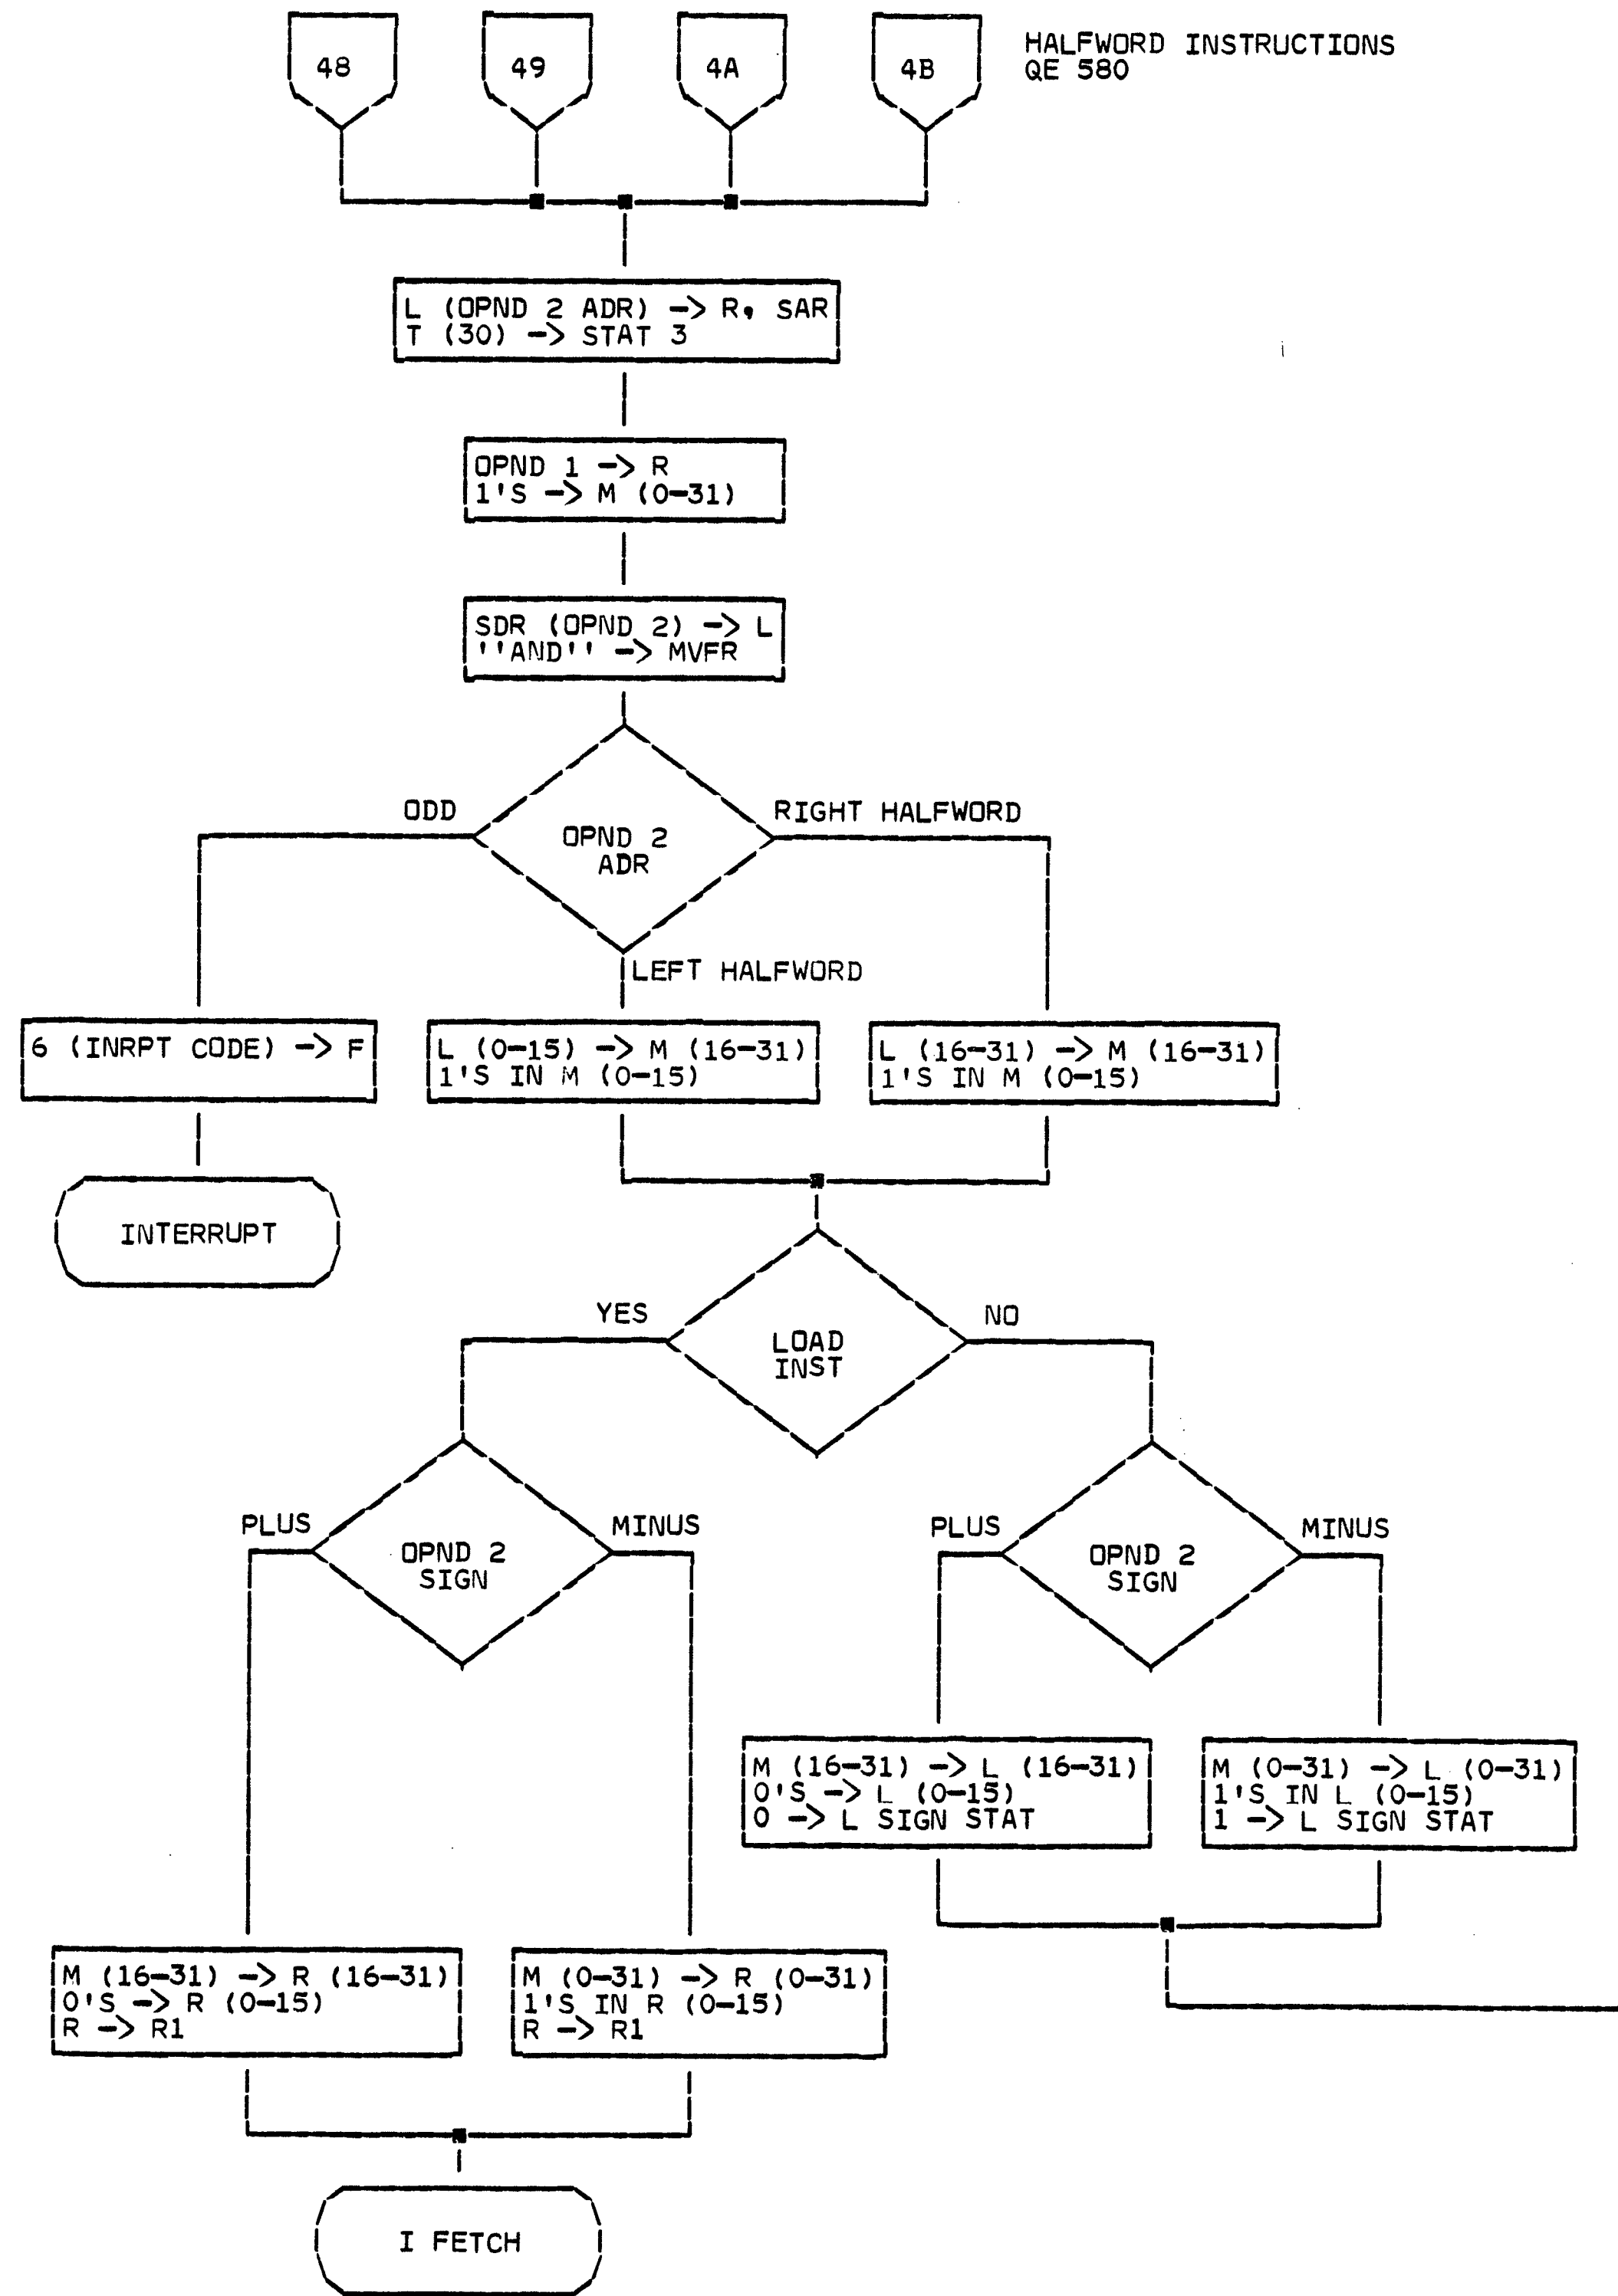 48
49
4A
4B
HALFWORD INSTRUCTIONS
QE 580
L (OPND 2 ADR) -> R, SAR
T (30) -> STAT 3
OPND 1 -> R
1'S -> M (0-31)
SDR (OPND 2) -> L
''AND'' -> MVFR
ODD
OPND 2
ADR
RIGHT HALFWORD
LEFT HALFWORD
6 (INRPT CODE) -> F
L (0-15) -> M (16-31)
1'S IN M (0-15)
L (16-31) -> M (16-31)
1'S IN M (0-15)
INTERRUPT
YES
LOAD
INST
NO
PLUS
OPND 2
SIGN
MINUS
PLUS
OPND 2
SIGN
MINUS
M (16-31) -> L (16-31)
0'S -> L (0-15)
0 -> L SIGN STAT
M (0-31) -> L (0-31)
1'S IN L (0-15)
1 -> L SIGN STAT
M (16-31) -> R (16-31)
0'S -> R (0-15)
R -> R1
M (0-31) -> R (0-31)
1'S IN R (0-15)
R -> R1
I FETCH